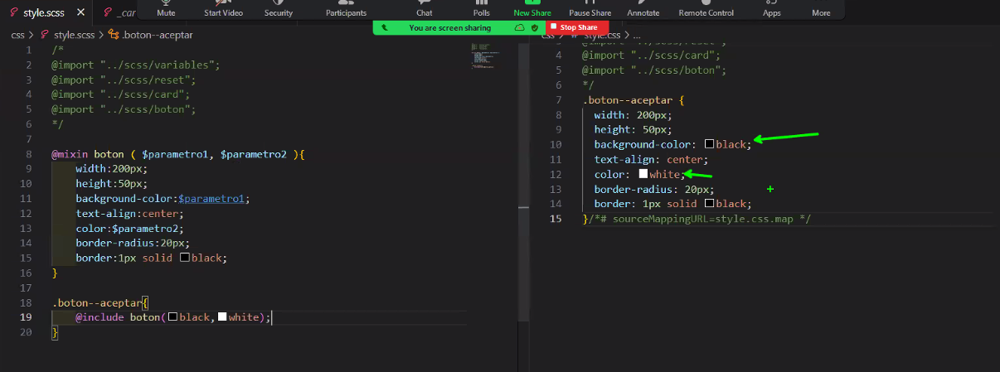 style.scss
_car
Mute
Start Video
Security
Participants
Chat
Polls
New Share
Pause Share
Annotate
Remote Control
Apps
More
You are screen sharing
Stop Share
css > style.scss > .boton--aceptar
1 /*
2 @import "../scss/variables";
3 @import "../scss/reset";
4 @import "../scss/card";
5 @import "../scss/boton";
6 */
7
8 @mixin boton ( $parametro1, $parametro2 ){
9 width:200px;
10 height:50px;
11 background-color:$parametro1;
12 text-align:center;
13 color:$parametro2;
14 border-radius:20px;
15 border:1px solid black;
16 }
17
18 .boton--aceptar{
19 @include boton(black,white);
20 }
css > style.css > ...
4 @import "../scss/card";
5 @import "../scss/boton";
6 */
7 .boton--aceptar {
8 width: 200px;
9 height: 50px;
10 background-color: black;
11 text-align: center;
12 color: white;
13 border-radius: 20px;
14 border: 1px solid black;
15 }/*# sourceMappingURL=style.css.map */